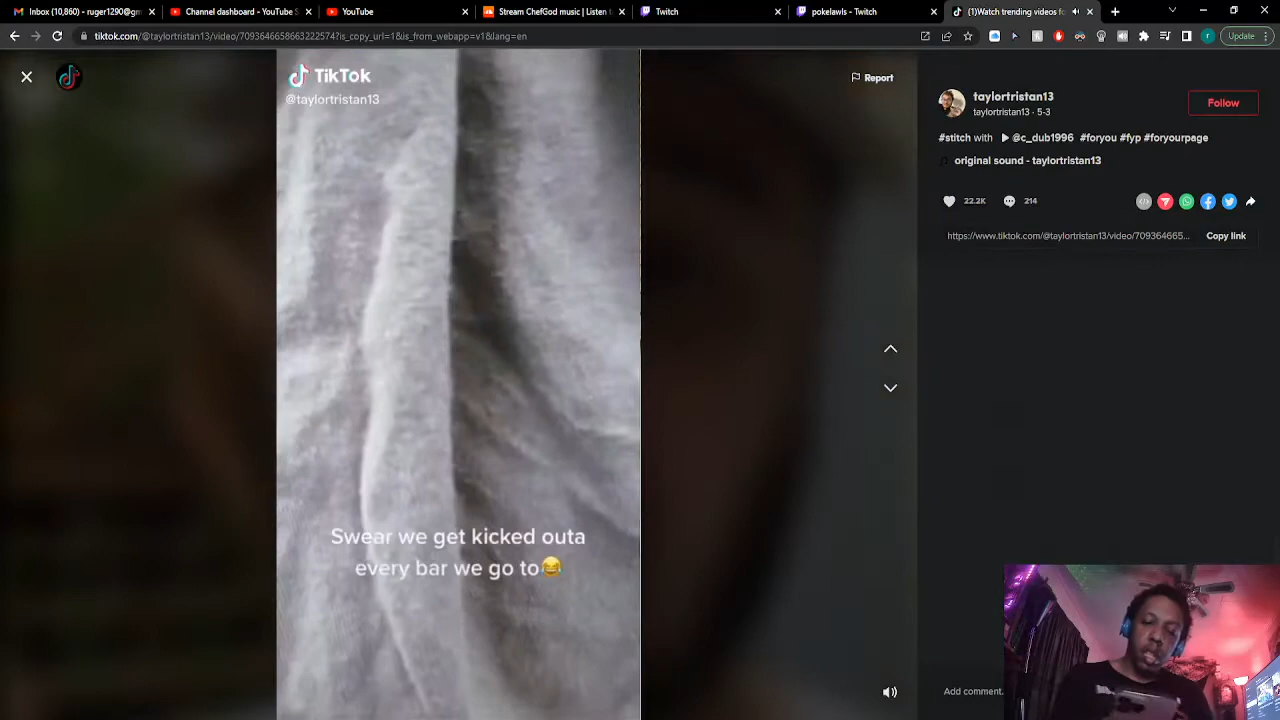 Inbox (10,860) - ruger1290@gm
Channel dashboard - YouTube S
YouTube
Stream ChefGod music | Listen t
Twitch
pokelawls - Twitch
(1)Watch trending videos fo
tiktok.com/@taylortristan13/video/7093646658663222574?is_copy_url=1&is_from_webapp=v1&lang=en
Update
TikTok
@taylortristan13
Report
taylortristan13
taylortristan13 · 5-3
Follow
#stitch with @c_dub1996 #foryou #fyp #foryourpage
original sound - taylortristan13
22.2K
214
https://www.tiktok.com/@taylortristan13/video/709364665...
Copy link
Swear we get kicked outa
every bar we go to😂
Add comment.